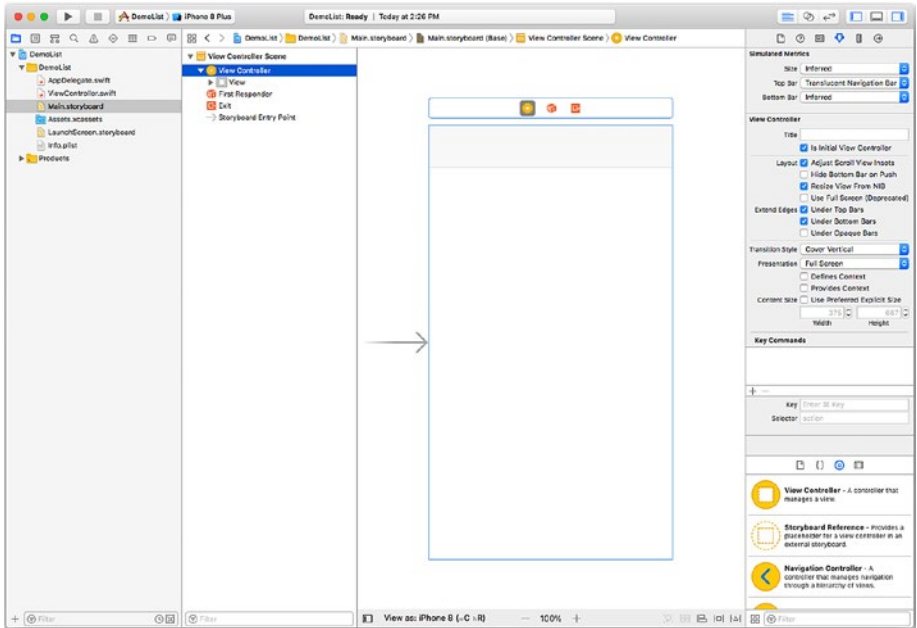 DemoList
iPhone 8 Plus
DemoList: Ready | Today at 2:26 PM
DemoList
DemoList
Main.storyboard
Main.storyboard (Base)
View Controller Scene
View Controller
DemoList
DemoList
AppDelegate.swift
ViewController.swift
Main.storyboard
Assets.xcassets
LaunchScreen.storyboard
Info.plist
Products
Filter
View Controller Scene
View Controller
View
First Responder
Exit
Storyboard Entry Point
Filter
View as: iPhone 8 (wC hR)
100%
Simulated Metrics
Size Inferred
Top Bar Translucent Navigation Bar
Bottom Bar Inferred
View Controller
Title
Is Initial View Controller
Layout Adjust Scroll View Insets
Hide Bottom Bar on Push
Resize View From NIB
Use Full Screen (Deprecated)
Extend Edges Under Top Bars
Under Bottom Bars
Under Opaque Bars
Transition Style Cover Vertical
Presentation Full Screen
Defines Context
Provides Context
Content Size Use Preferred Explicit Size
375 667
Width Height
Key Commands
Key Enter ⌘ Key
Selector action
View Controller - A controller that
manages a view.
Storyboard Reference - Provides a
placeholder for a view controller in an
external storyboard.
Navigation Controller - A
controller that manages navigation
through a hierarchy of views.
Filter